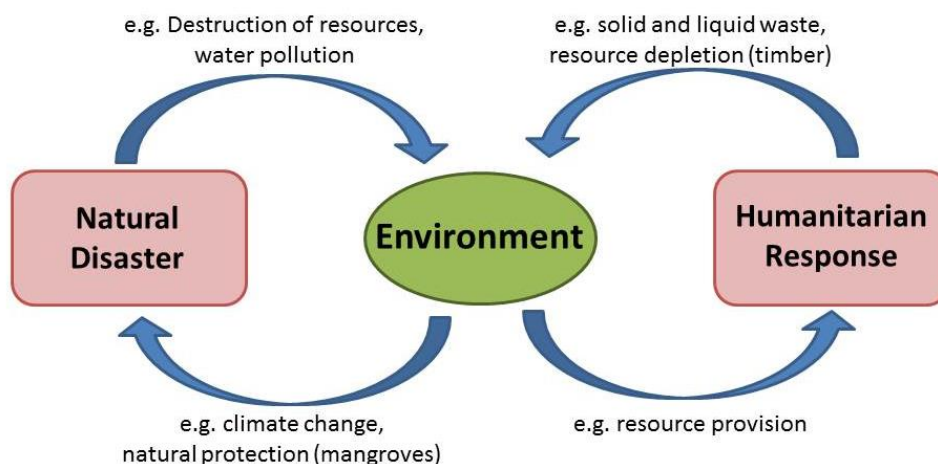 e.g. Destruction of resources,
water pollution
e.g. solid and liquid waste,
resource depletion (timber)
Natural
Disaster
Environment
Humanitarian
Response
e.g. climate change,
natural protection (mangroves)
e.g. resource provision